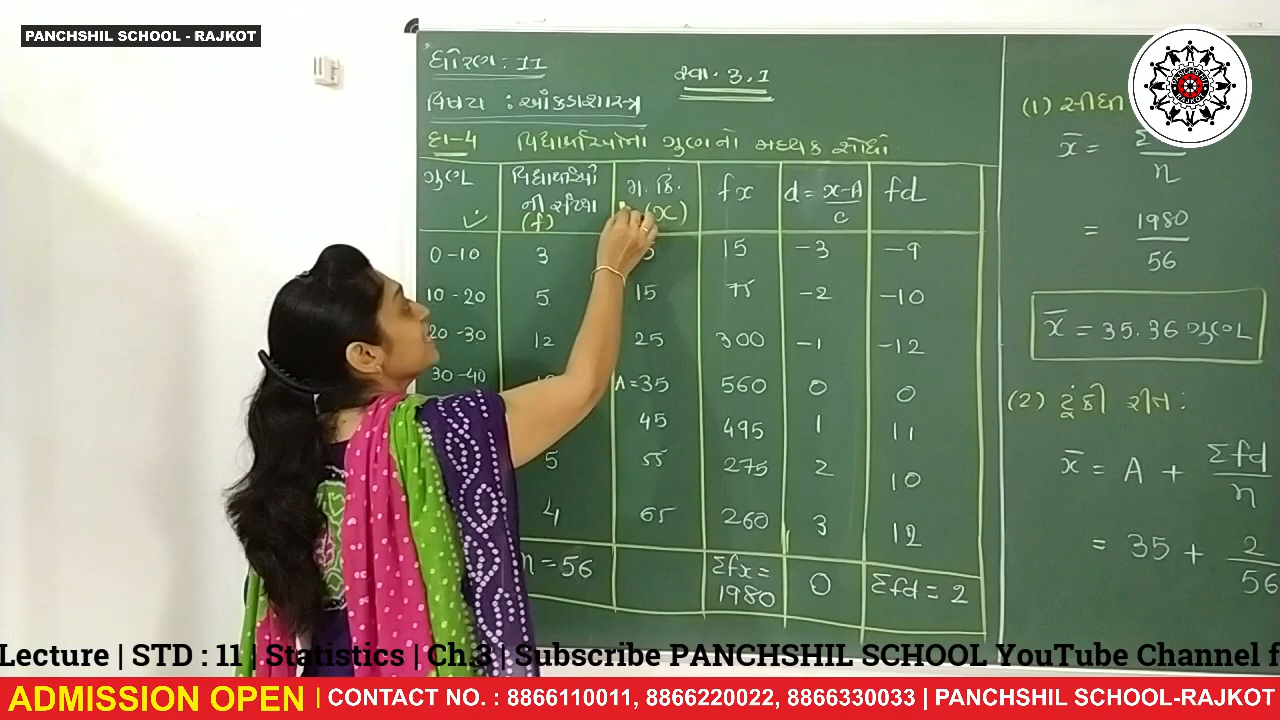 PANCHSHIL SCHOOL - RAJKOT
ધોરણ : 11
સ્વા. 3.1
વિષય : આંકડાશાસ્ત્ર
દા-4 વિદ્યાર્થીઓના ગુણનો મધ્યક શોધો.
ગુણ | વિદ્યાર્થીઓ ની સંખ્યા (f) | મ. કિં. (x) | fx | d = x-A / c | fd
0-10 | 3 | 5 | 15 | -3 | -9
10-20 | 5 | 15 | 75 | -2 | -10
20-30 | 12 | 25 | 300 | -1 | -12
30-40 | A=35 | 560 | 0 | 0
45 | 495 | 1 | 11
5 | 55 | 275 | 2 | 10
4 | 65 | 260 | 3 | 12
n = 56 | Σfx = 1980 | 0 | Σfd = 2
(1) સીધી
x̄ = Σ / n
= 1980 / 56
x̄ = 35.36 ગુણ
(2) ટૂંકી રીત :
x̄ = A + Σfd / n
= 35 + 2 / 56
Lecture | STD : 11 | Statistics | Ch.3 | Subscribe PANCHSHIL SCHOOL YouTube Channel f
ADMISSION OPEN | CONTACT NO. : 8866110011, 8866220022, 8866330033 | PANCHSHIL SCHOOL-RAJKOT